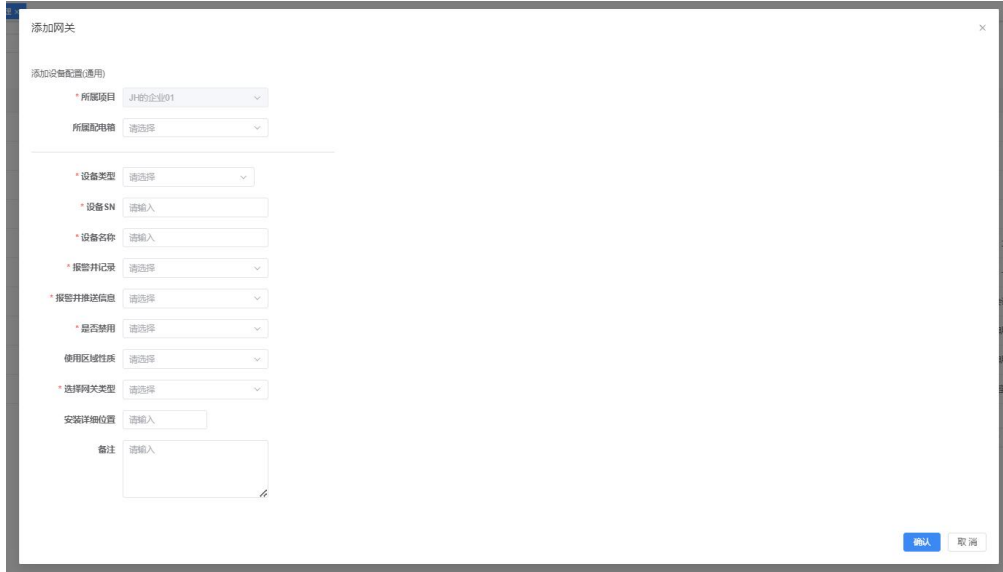 添加网关
添加设备配置(通用)
* 所属项目 JH的企业01
所属配电箱 请选择
* 设备类型 请选择
* 设备SN 请输入
* 设备名称 请输入
* 报警并记录 请选择
* 报警并推送信息 请选择
* 是否禁用 请选择
使用区域性质 请选择
* 选择网关类型 请选择
安装详细位置 请输入
备注 请输入
确认 取消